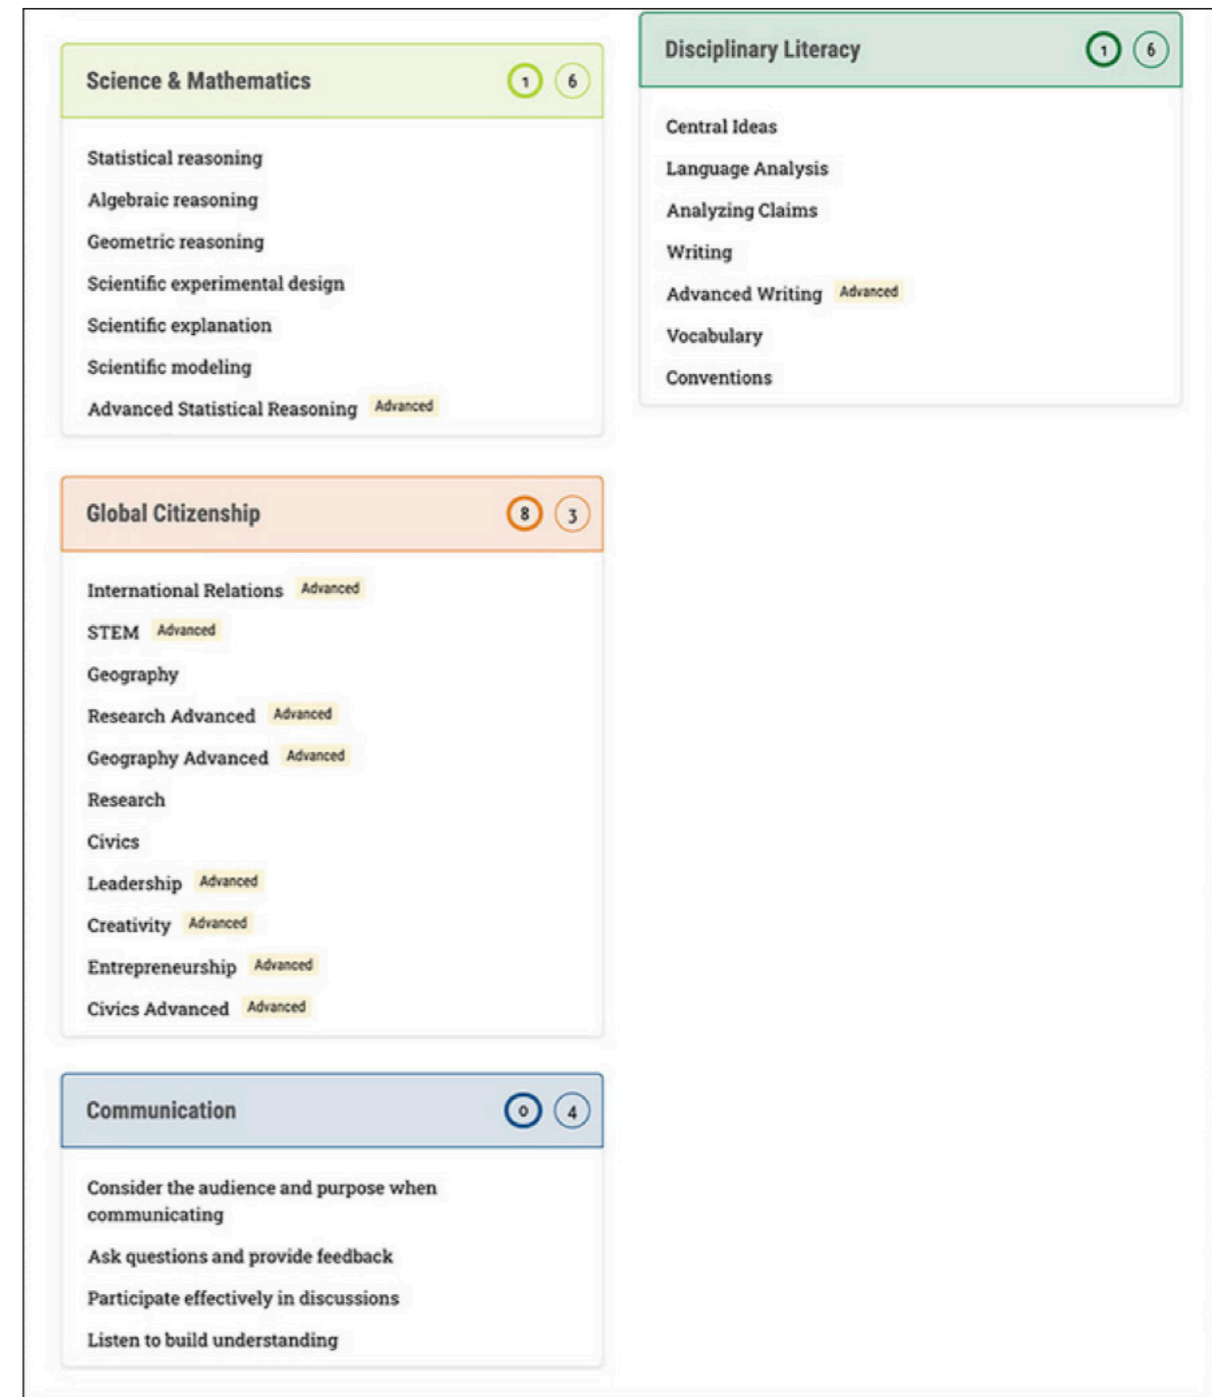 Science & Mathematics 1 6
Statistical reasoning
Algebraic reasoning
Geometric reasoning
Scientific experimental design
Scientific explanation
Scientific modeling
Advanced Statistical Reasoning Advanced
Global Citizenship 8 3
International Relations Advanced
STEM Advanced
Geography
Research Advanced Advanced
Geography Advanced Advanced
Research
Civics
Leadership Advanced
Creativity Advanced
Entrepreneurship Advanced
Civics Advanced Advanced
Communication 0 4
Consider the audience and purpose when
communicating
Ask questions and provide feedback
Participate effectively in discussions
Listen to build understanding
Disciplinary Literacy 1 6
Central Ideas
Language Analysis
Analyzing Claims
Writing
Advanced Writing Advanced
Vocabulary
Conventions